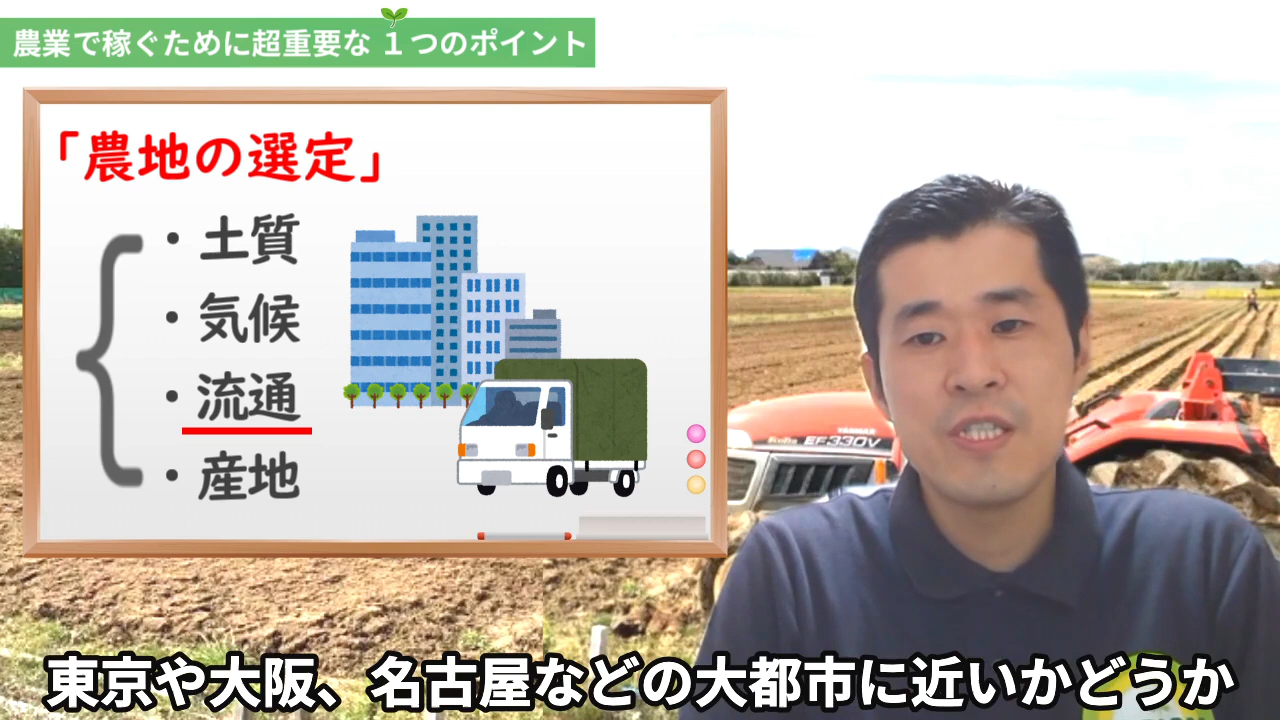 農業で稼ぐために超重要な１つのポイント
「農地の選定」
・土質
・気候
・流通
・産地
YANMAR
EF330V
東京や大阪、名古屋などの大都市に近いかどうか